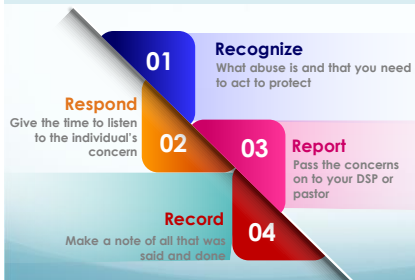 01
Recognize
What abuse is and that you need
to act to protect
Respond
Give the time to listen
to the individual's
concern
02
03
Report
Pass the concerns
on to your DSP or
pastor
Record
Make a note of all that was
said and done
04